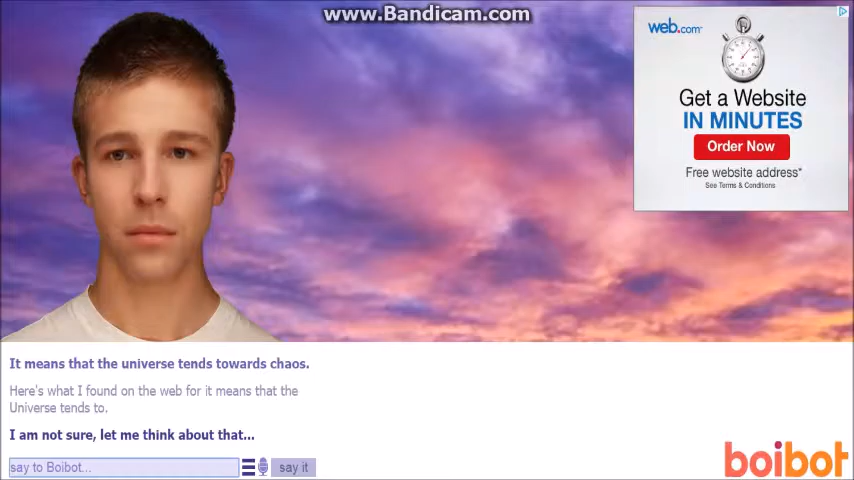 www.Bandicam.com
web.com
Get a Website
IN MINUTES
Order Now
Free website address*
See Terms & Conditions
It means that the universe tends towards chaos.
Here's what I found on the web for it means that the
Universe tends to.
I am not sure, let me think about that...
say to Boibot...
say it
boibot